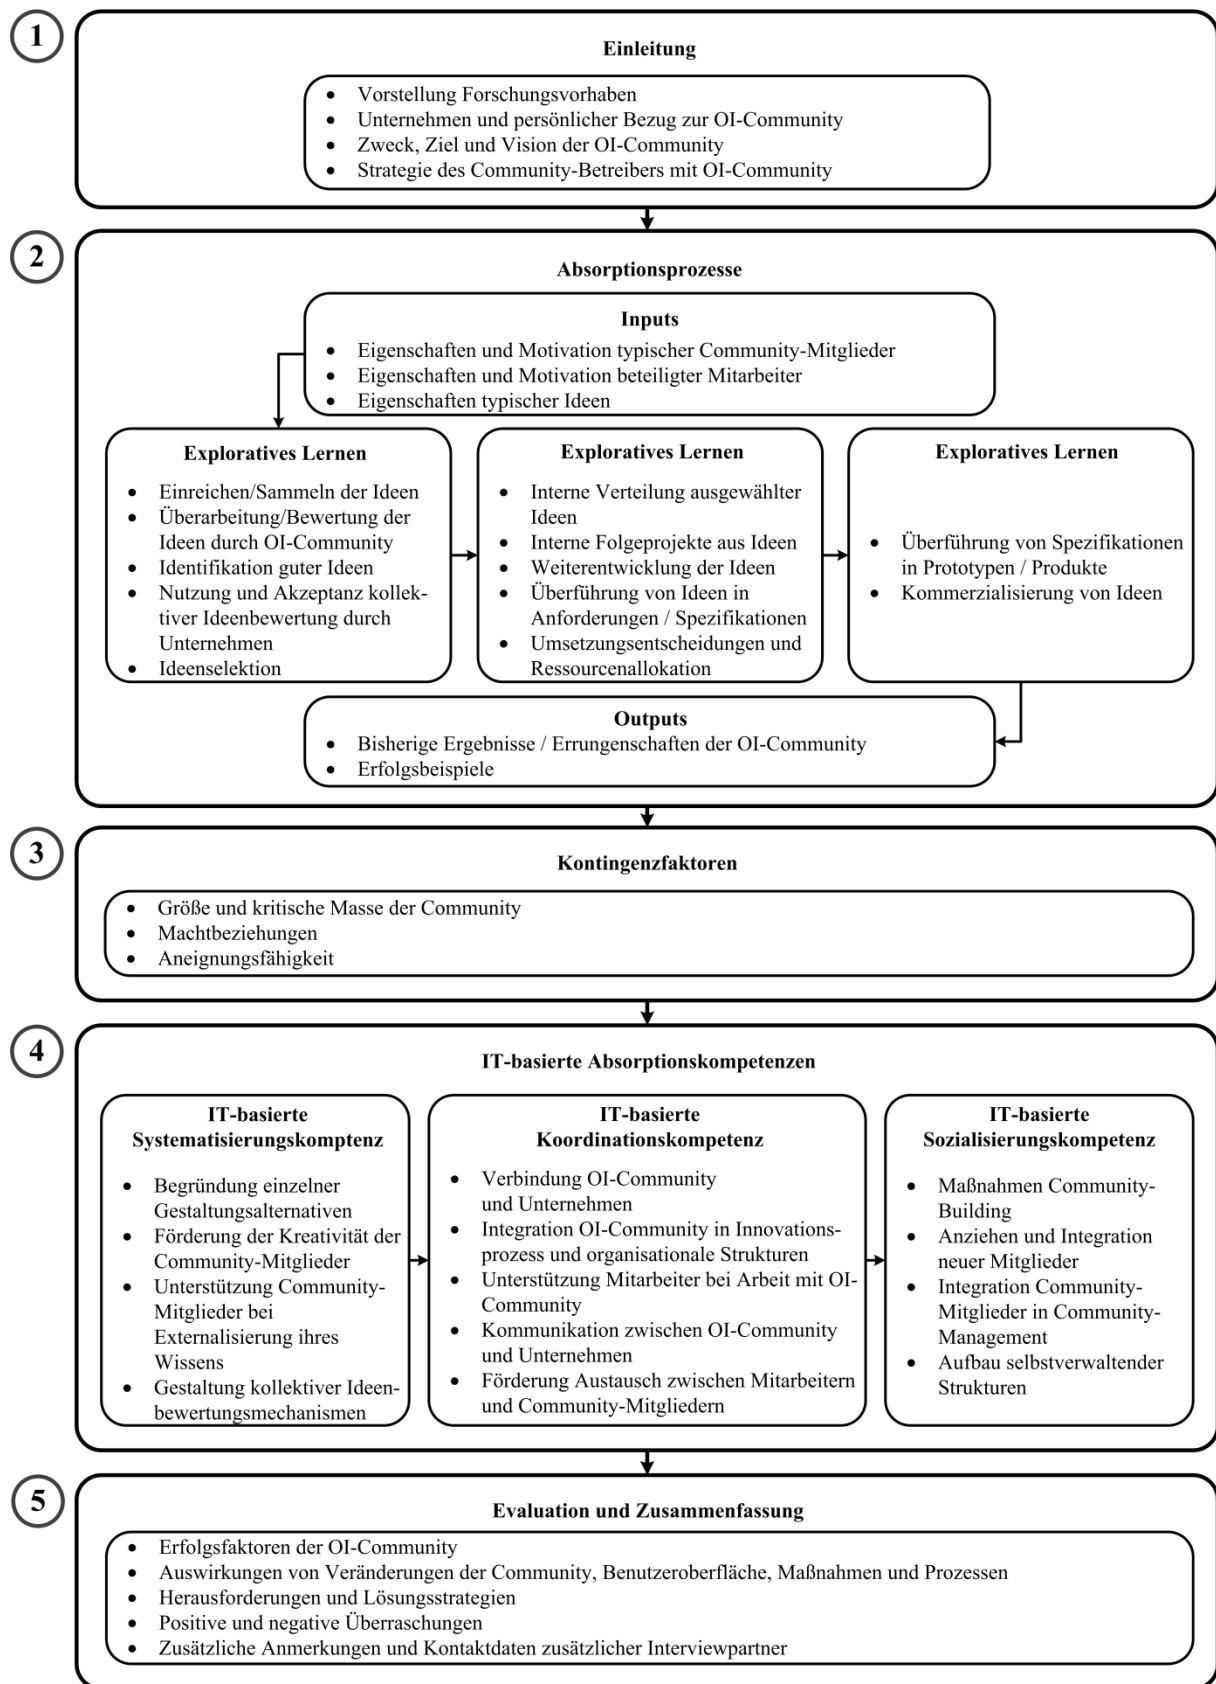 1
Einleitung
• Vorstellung Forschungsvorhaben
• Unternehmen und persönlicher Bezug zur OI-Community
• Zweck, Ziel und Vision der OI-Community
• Strategie des Community-Betreibers mit OI-Community
2
Absorptionsprozesse
Inputs
• Eigenschaften und Motivation typischer Community-Mitglieder
• Eigenschaften und Motivation beteiligter Mitarbeiter
• Eigenschaften typischer Ideen
Exploratives Lernen
• Einreichen/Sammeln der Ideen
• Überarbeitung/Bewertung der
Ideen durch OI-Community
• Identifikation guter Ideen
• Nutzung und Akzeptanz kollek-
tiver Ideenbewertung durch
Unternehmen
• Ideenselektion
Exploratives Lernen
• Interne Verteilung ausgewählter
Ideen
• Interne Folgeprojekte aus Ideen
• Weiterentwicklung der Ideen
• Überführung von Ideen in
Anforderungen / Spezifikationen
• Umsetzungsentscheidungen und
Ressourcenallokation
Exploratives Lernen
• Überführung von Spezifikationen
in Prototypen / Produkte
• Kommerzialisierung von Ideen
Outputs
• Bisherige Ergebnisse / Errungenschaften der OI-Community
• Erfolgsbeispiele
3
Kontingenzfaktoren
• Größe und kritische Masse der Community
• Machtbeziehungen
• Aneignungsfähigkeit
4
IT-basierte Absorptionskompetenzen
IT-basierte
Systematisierungskomptenz
• Begründung einzelner
Gestaltungsalternativen
• Förderung der Kreativität der
Community-Mitglieder
• Unterstützung Community-
Mitglieder bei
Externalisierung ihres
Wissens
• Gestaltung kollektiver Ideen-
bewertungsmechanismen
IT-basierte
Koordinationskompetenz
• Verbindung OI-Community
und Unternehmen
• Integration OI-Community in Innovations-
prozess und organisationale Strukturen
• Unterstützung Mitarbeiter bei Arbeit mit OI-
Community
• Kommunikation zwischen OI-Community
und Unternehmen
• Förderung Austausch zwischen Mitarbeitern
und Community-Mitgliedern
IT-basierte
Sozialisierungskompetenz
• Maßnahmen Community-
Building
• Anziehen und Integration
neuer Mitglieder
• Integration Community-
Mitglieder in Community-
Management
• Aufbau selbstverwaltender
Strukturen
5
Evaluation und Zusammenfassung
• Erfolgsfaktoren der OI-Community
• Auswirkungen von Veränderungen der Community, Benutzeroberfläche, Maßnahmen und Prozessen
• Herausforderungen und Lösungsstrategien
• Positive und negative Überraschungen
• Zusätzliche Anmerkungen und Kontaktdaten zusätzlicher Interviewpartner